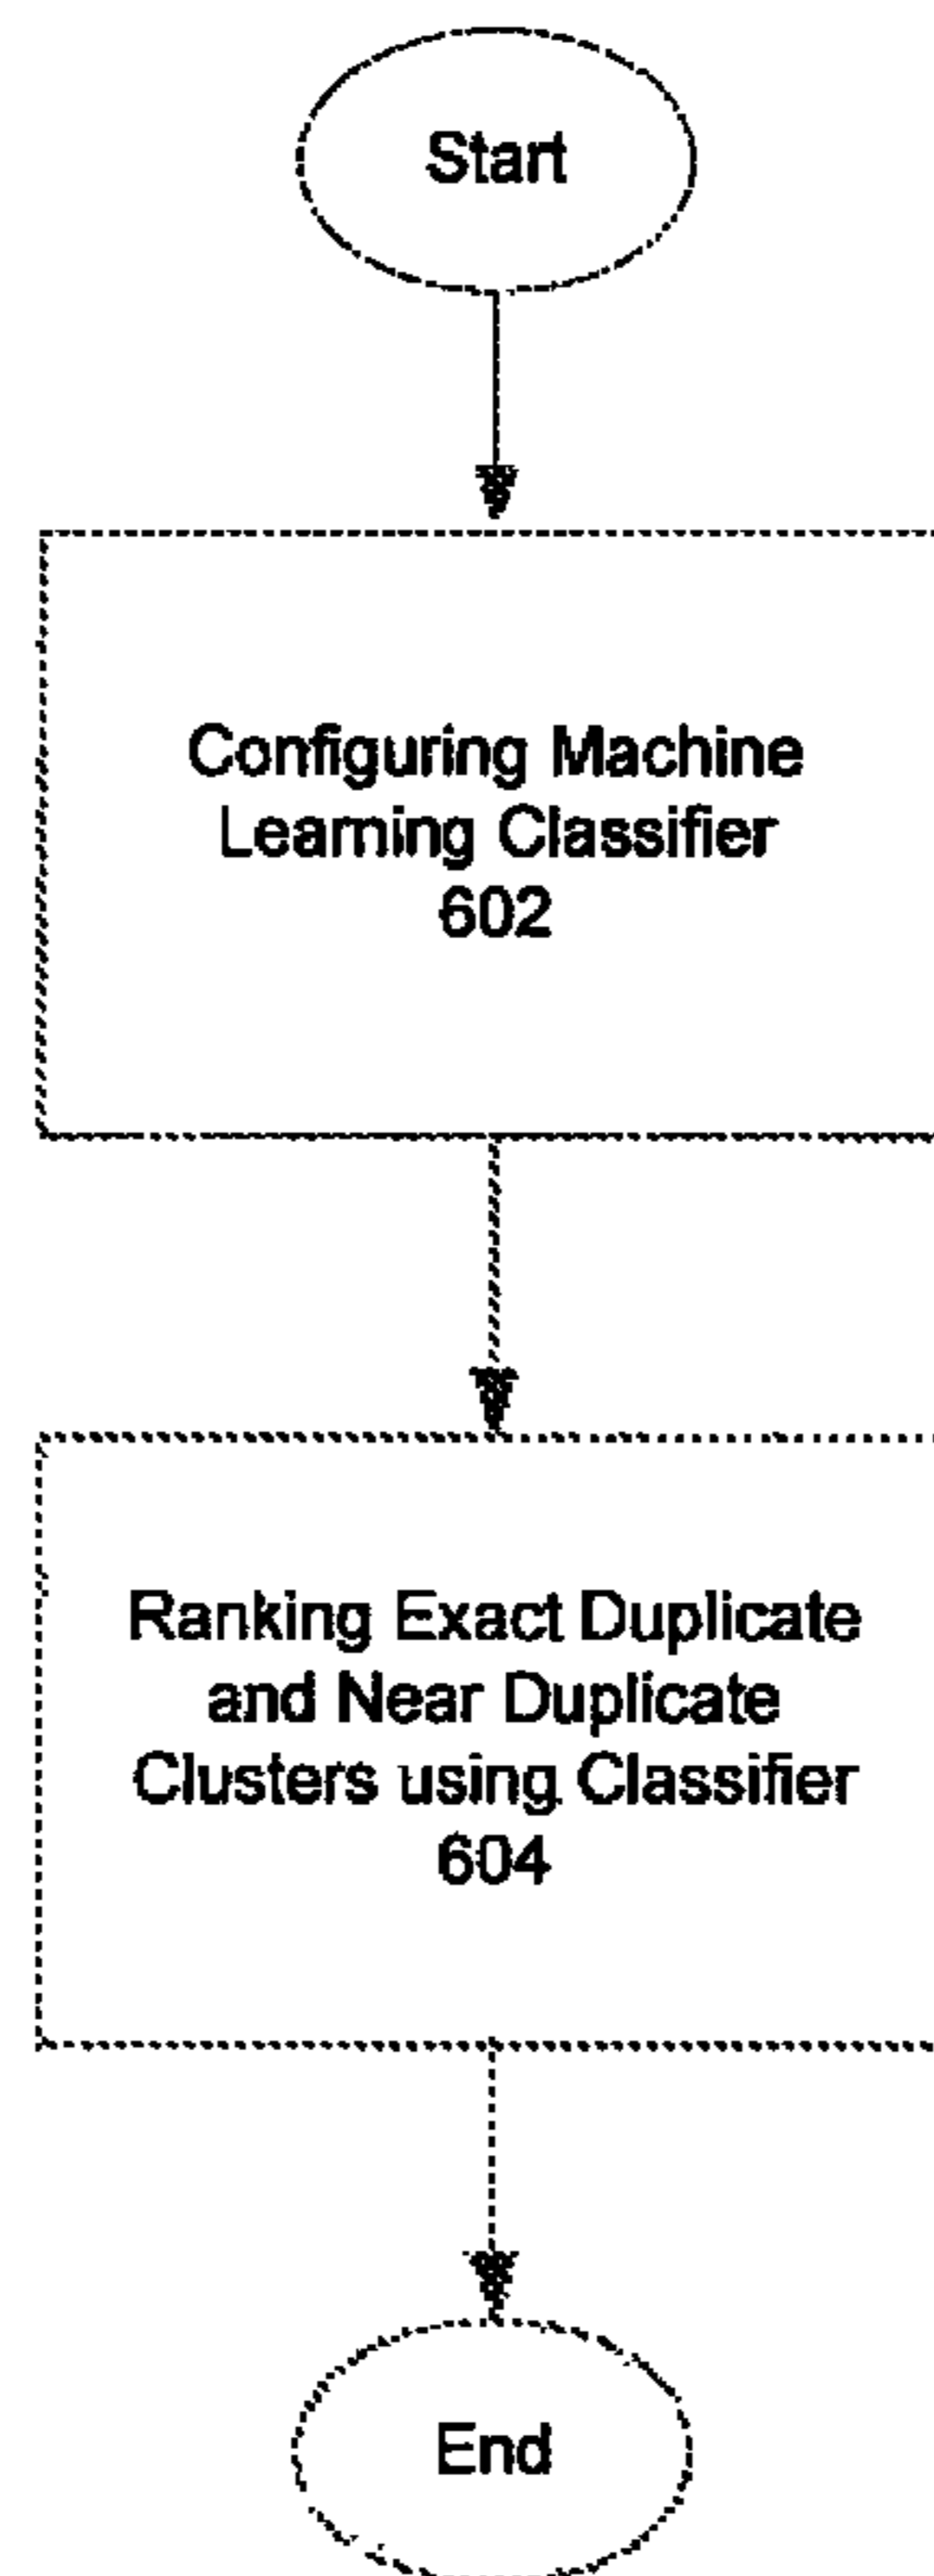 Start
Configuring Machine
Learning Classifier
602
Ranking Exact Duplicate
and Near Duplicate
Clusters using Classifier
604
End